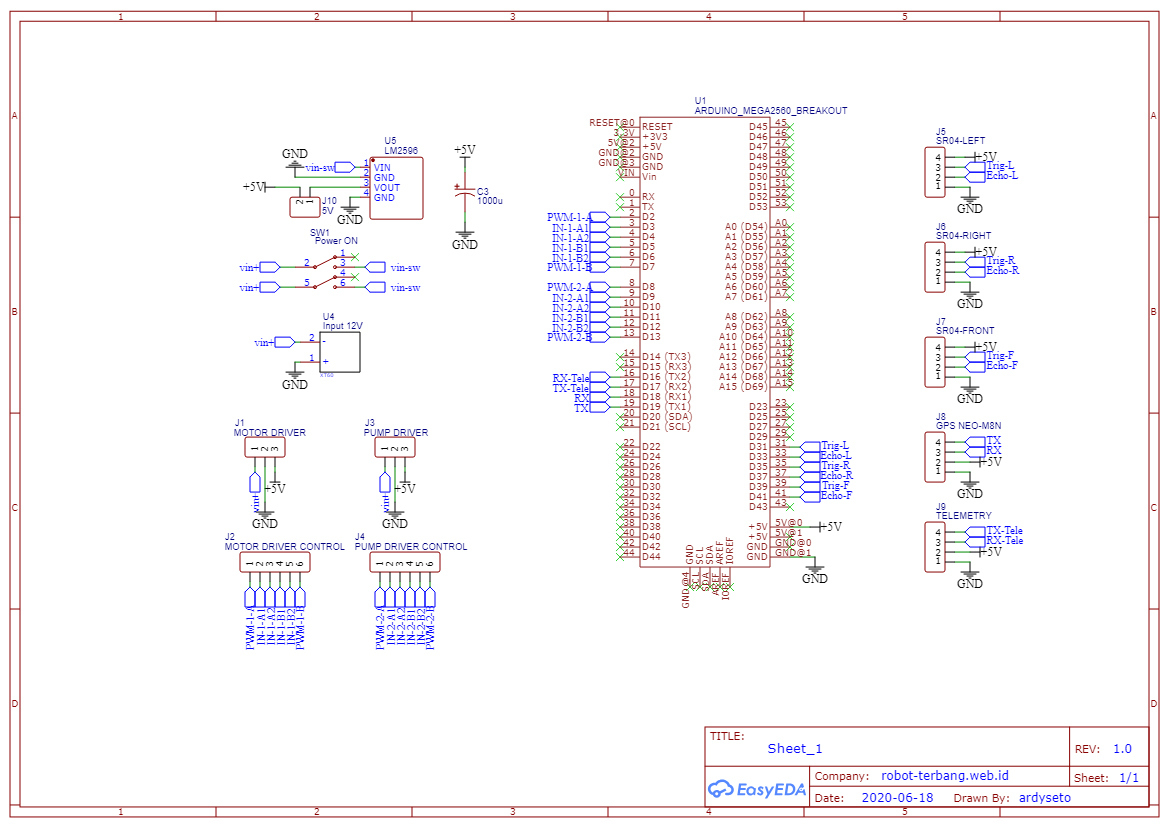 1 2 3 4 5
A
B
C
D
A
B
C
D
GND
vin-sw
+5V
U5
LM2596
1 VIN
2 GND
3 VOUT
4 GND
2 1
J10
5V
GND
+5V
C3
1000u
GND
SW1
Power ON
vin+ 2 1
3 vin-sw
4
vin+ 5 6 vin-sw
U4
Input 12V
vin+ 2 -
1 +
XT60
GND
J1
MOTOR DRIVER
1 2 3
vin+
+5V
GND
J3
PUMP DRIVER
1 2 3
vin+
+5V
GND
J2
MOTOR DRIVER CONTROL
1 2 3 4 5 6
PWM-1-A
IN-1-A1
IN-1-A2
IN-1-B1
IN-1-B2
PWM-1-B
J4
PUMP DRIVER CONTROL
1 2 3 4 5 6
PWM-2-A
IN-2-A1
IN-2-A2
IN-2-B1
IN-2-B2
PWM-2-B
U1
ARDUINO_MEGA2560_BREAKOUT
RESET@0 RESET
3.3V +3V3
5V@2 +5V
GND@2 GND
GND@3 GND
VIN Vin
0 RX
1 TX
PWM-1-A 2 D2
IN-1-A1 3 D3
IN-1-A2 4 D4
IN-1-B1 5 D5
IN-1-B2 6 D6
PWM-1-B 7 D7
PWM-2-A 8 D8
IN-2-A1 9 D9
IN-2-A2 10 D10
IN-2-B1 11 D11
IN-2-B2 12 D12
PWM-2-B 13 D13
14 D14 (TX3)
15 D15 (RX3)
RX-Tele 16 D16 (TX2)
TX-Tele 17 D17 (RX2)
RX 18 D18 (RX1)
TX 19 D19 (TX1)
20 D20 (SDA)
21 D21 (SCL)
22 D22
24 D24
26 D26
28 D28
30 D30
32 D32
34 D34
36 D36
38 D38
40 D40
42 D42
44 D44
D45 45
D46 46
D47 47
D48 48
D49 49
D50 50
D51 51
D52 52
D53 53
A0 (D54) A0
A1 (D55) A1
A2 (D56) A2
A3 (D57) A3
A4 (D58) A4
A5 (D59) A5
A6 (D60) A6
A7 (D61) A7
A8 (D62) A8
A9 (D63) A9
A10 (D64) A10
A11 (D65) A11
A12 (D66) A12
A13 (D67) A13
A14 (D68) A14
A15 (D69) A15
D23 23
D25 25
D27 27
D29 29
D31 31 Trig-L
D33 33 Echo-L
D35 35 Trig-R
D37 37 Echo-R
D39 39 Trig-F
D41 41 Echo-F
D43 43
+5V 5V@0 +5V
+5V 5V@1
GND GND@0
GND GND@1
GND
GND SCL SDA AREF IOREF
GND@4 SCL SDA AREF IOREF
J5
SR04-LEFT
4 +5V
3 Trig-L
2 Echo-L
1
GND
J6
SR04-RIGHT
4 +5V
3 Trig-R
2 Echo-R
1
GND
J7
SR04-FRONT
4 +5V
3 Trig-F
2 Echo-F
1
GND
J8
GPS NEO-M8N
4 TX
3 RX
2 +5V
1
GND
J9
TELEMETRY
4 TX-Tele
3 RX-Tele
2 +5V
1
GND
TITLE:
Sheet_1
REV: 1.0
EasyEDA
Company: robot-terbang.web.id
Sheet: 1/1
Date: 2020-06-18 Drawn By: ardyseto
1 2 3 4 5